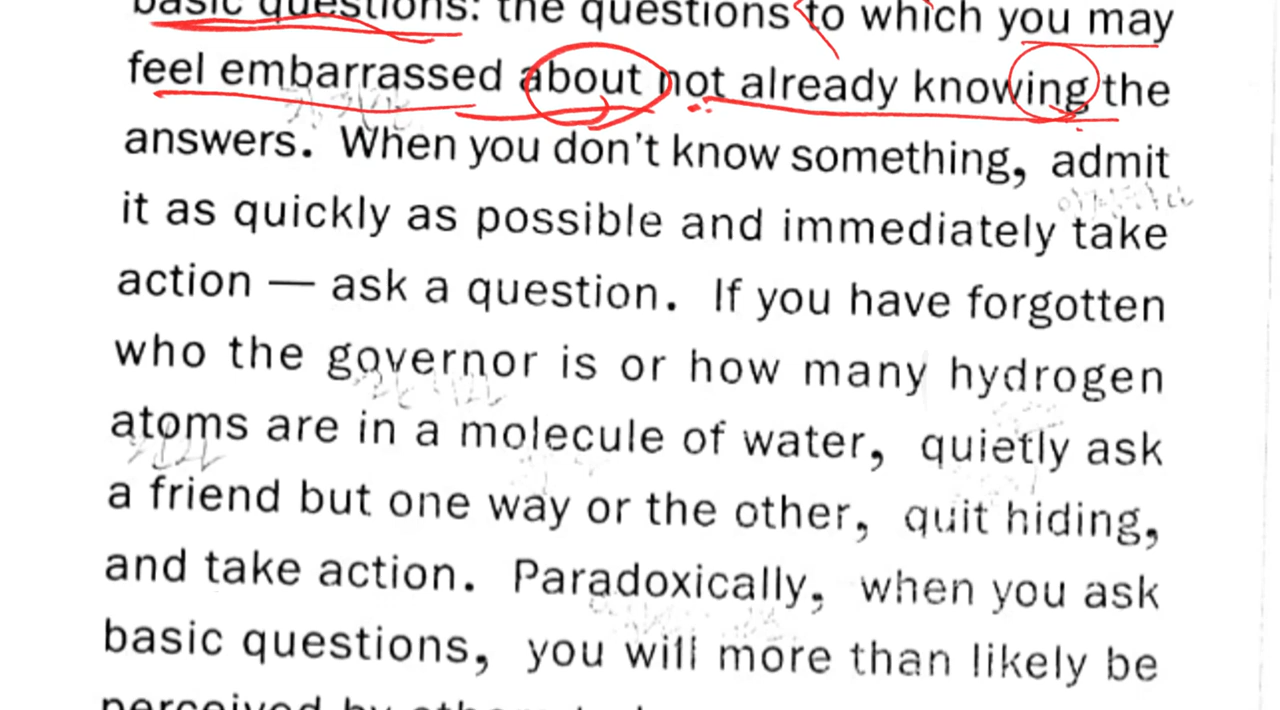 basic questions: the questions to which you may
feel embarrassed about not already knowing the
answers. When you don't know something, admit
it as quickly as possible and immediately take
action — ask a question. If you have forgotten
who the governor is or how many hydrogen
atoms are in a molecule of water, quietly ask
a friend but one way or the other, quit hiding,
and take action. Paradoxically, when you ask
basic questions, you will more than likely be
perceived by others